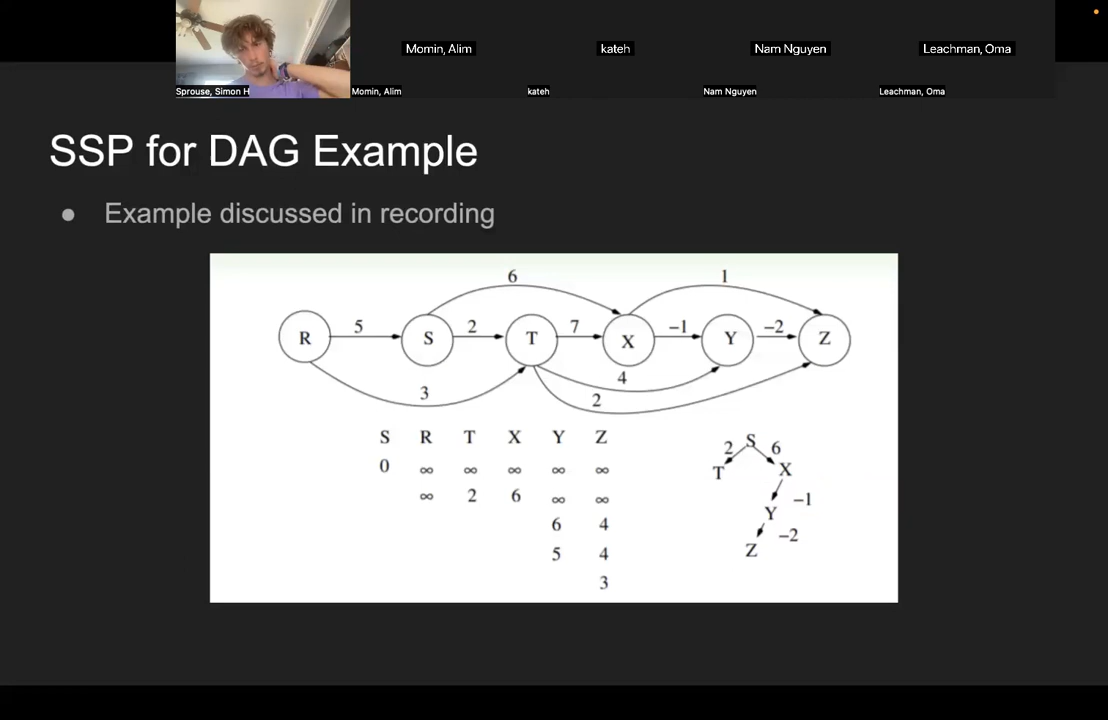 Momin, Alim
kateh
Nam Nguyen
Leachman, Oma
Sprouse, Simon H
Momin, Alim
kateh
Nam Nguyen
Leachman, Oma
SSP for DAG Example
● Example discussed in recording
6 1
5 2 7 −1 −2
R S T X Y Z
3 4
2
S R T X Y Z
0 ∞ ∞ ∞ ∞ ∞
∞ 2 6 ∞ ∞
6 4
5 4
3
2 S 6
T X
−1
Y
−2
Z